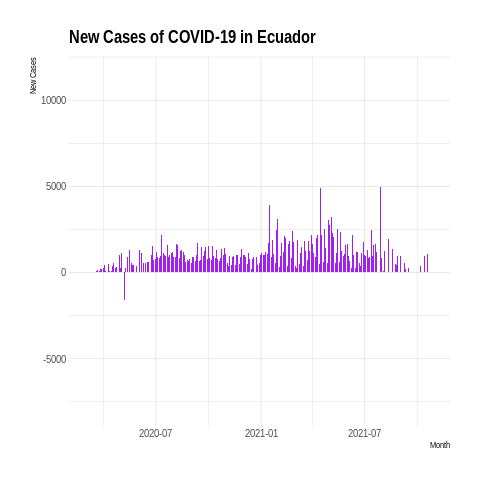 New Cases of COVID-19 in Ecuador
New Cases
10000
5000
0
-5000
2020-07
2021-01
2021-07
Month